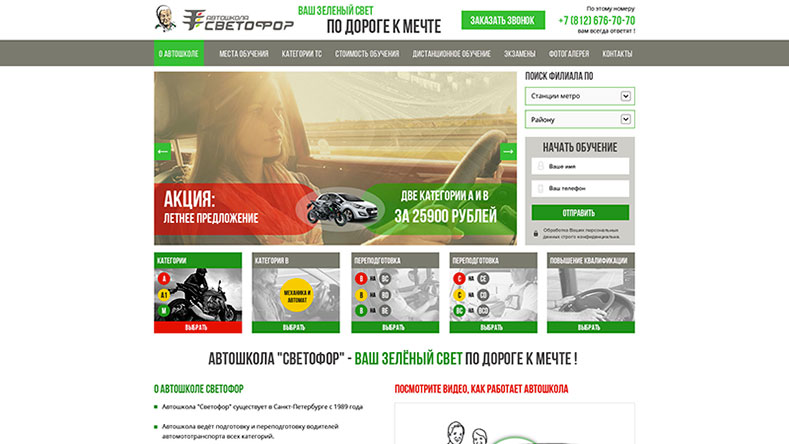 АВТОШКОЛА
СВЕТОФОР
ВАШ ЗЕЛЕНЫЙ СВЕТ
ПО ДОРОГЕ К МЕЧТЕ
ЗАКАЗАТЬ ЗВОНОК
По этому номеру
+7 (812) 676-70-70
вам всегда ответят !
О АВТОШКОЛЕ МЕСТА ОБУЧЕНИЯ КАТЕГОРИИ ТС СТОИМОСТЬ ОБУЧЕНИЯ ДИСТАНЦИОННОЕ ОБУЧЕНИЕ ЭКЗАМЕНЫ ФОТОГАЛЕРЕЯ КОНТАКТЫ
ПОИСК ФИЛИАЛА ПО
Станции метро
Району
НАЧАТЬ ОБУЧЕНИЕ
Ваше имя
Ваш телефон
ОТПРАВИТЬ
Обработка Ваших персональных
данных строго конфиденциальна.
АКЦИЯ:
ЛЕТНЕЕ ПРЕДЛОЖЕНИЕ
ДВЕ КАТЕГОРИИ А И В
ЗА 25900 РУБЛЕЙ
КАТЕГОРИИ
A
A1
M
ВЫБРАТЬ
КАТЕГОРИЯ B
МЕХАНИКА И
АВТОМАТ
ВЫБРАТЬ
ПЕРЕПОДГОТОВКА
B НА BC
B НА BD
B НА BE
ВЫБРАТЬ
ПЕРЕПОДГОТОВКА
C НА CE
C НА CD
BC НА BCD
ВЫБРАТЬ
ПОВЫШЕНИЕ КВАЛИФИКАЦИИ
ВЫБРАТЬ
АВТОШКОЛА "СВЕТОФОР" - ВАШ ЗЕЛЁНЫЙ СВЕТ ПО ДОРОГЕ К МЕЧТЕ !
О АВТОШКОЛЕ СВЕТОФОР
Автошкола "Светофор" существует в Санкт-Петербурге с 1989 года
Автошкола ведёт подготовку и переподготовку водителей
автомототранспорта всех категорий.
ПОСМОТРИТЕ ВИДЕО, КАК РАБОТАЕТ АВТОШКОЛА